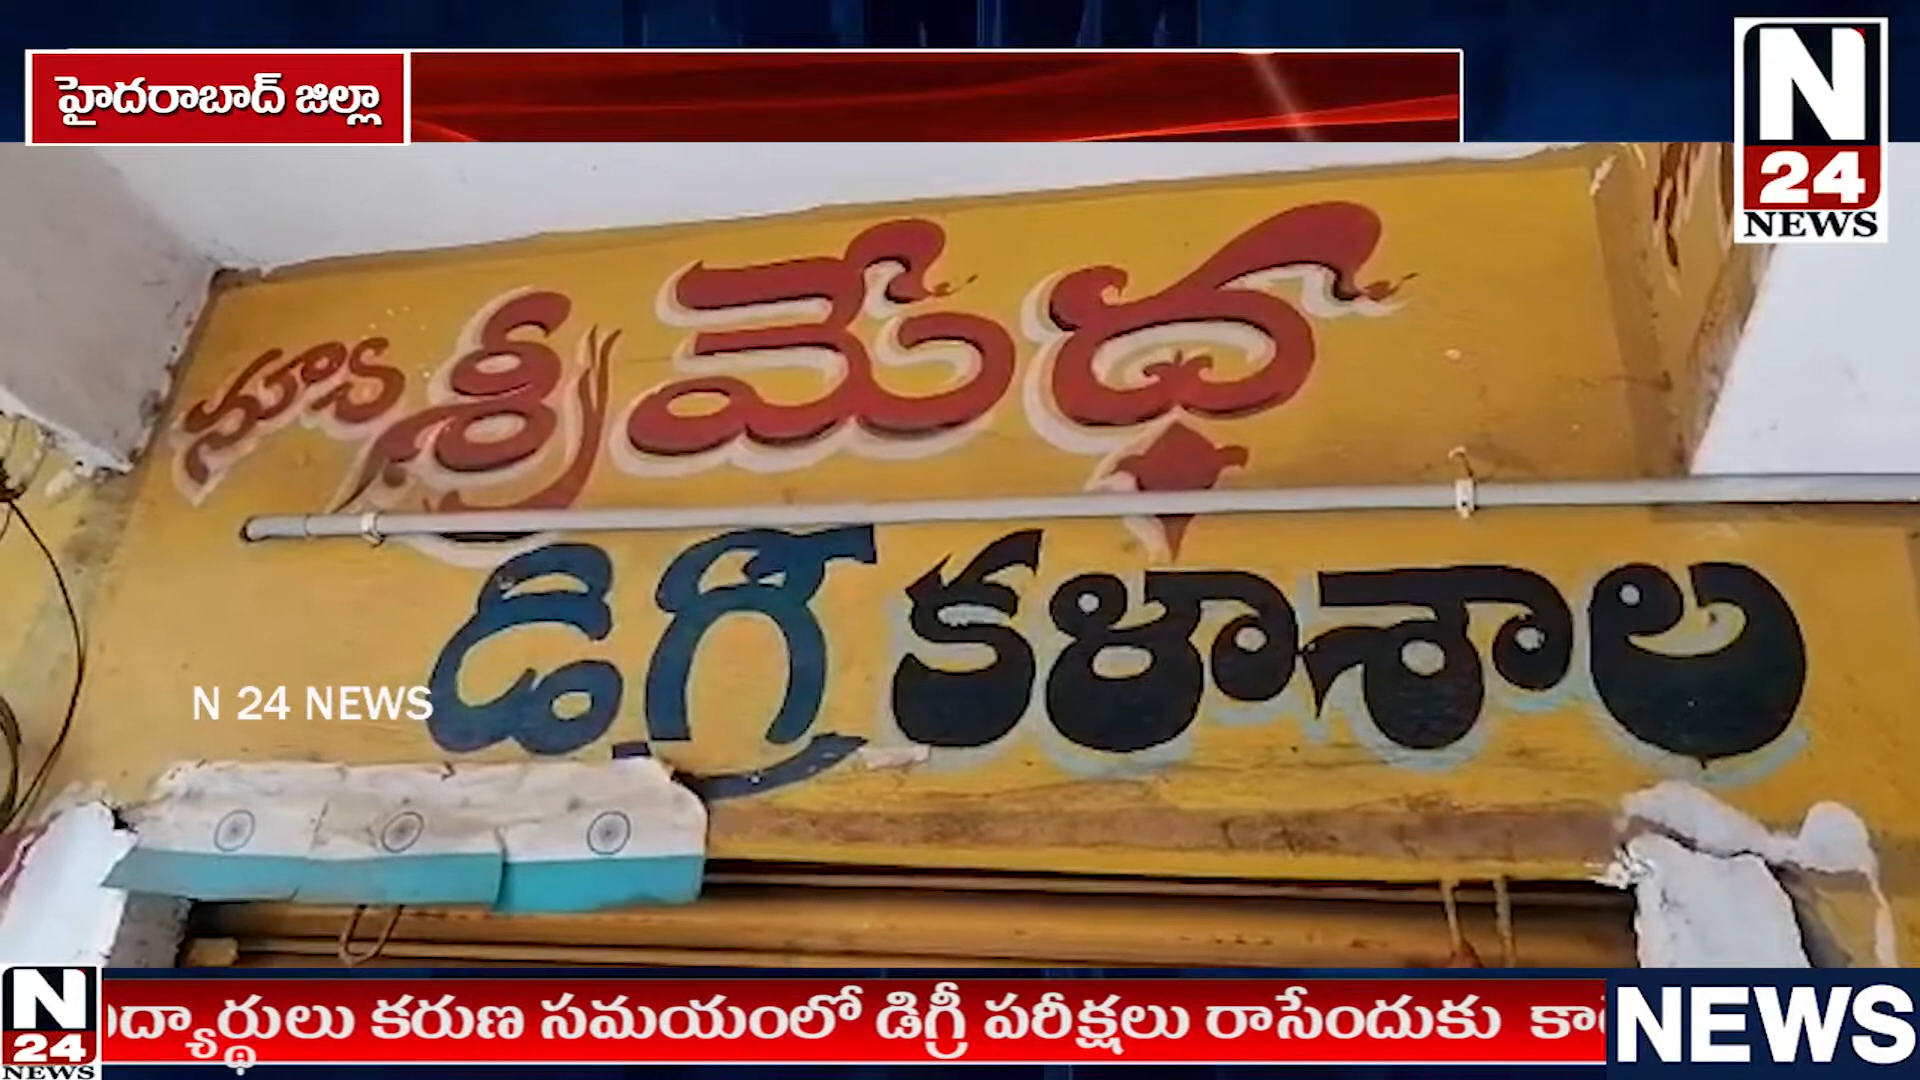 హైదరాబాద్ జిల్లా
N
24
NEWS
న్యూ శ్రీ మేధా
డిగ్రీ కళాశాల
N 24 NEWS
N
24
NEWS
విద్యార్థులు కరుణ సమయంలో డిగ్రీ పరీక్షలు రాసేందుకు
NEWS